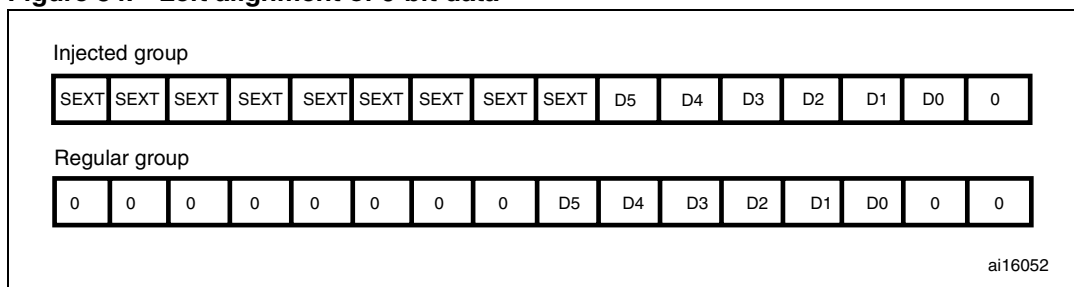 Injected group
SEXT SEXT SEXT SEXT SEXT SEXT SEXT SEXT SEXT D5 D4 D3 D2 D1 D0 0
Regular group
0 0 0 0 0 0 0 0 D5 D4 D3 D2 D1 D0 0 0
ai16052